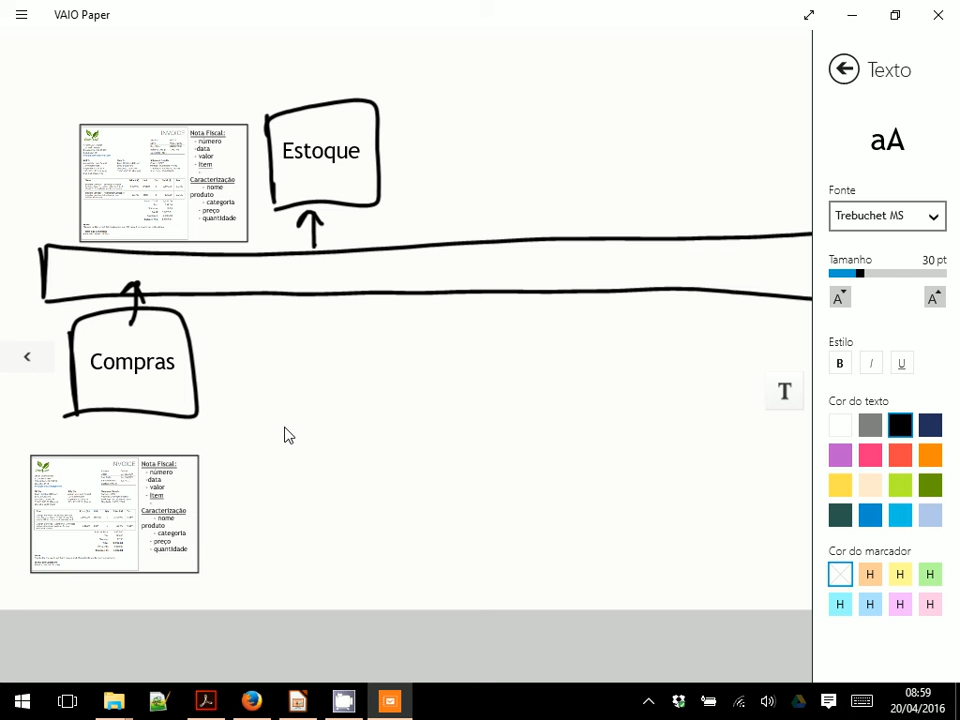 VAIO Paper
INVOICE
Nota Fiscal:
- número
-data
- valor
- Item
-
Caracterização
- nome
produto
- categoria
- preço
- quantidade
Estoque
Compras
INVOICE
Nota Fiscal:
- número
-data
- valor
- Item
-
Caracterização
- nome
produto
- categoria
- preço
- quantidade
T
Texto
aA
Fonte
Trebuchet MS
Tamanho 30 pt
A A
Estilo
B I U
Cor do texto
Cor do marcador
H H H
H H H H
08:59
20/04/2016